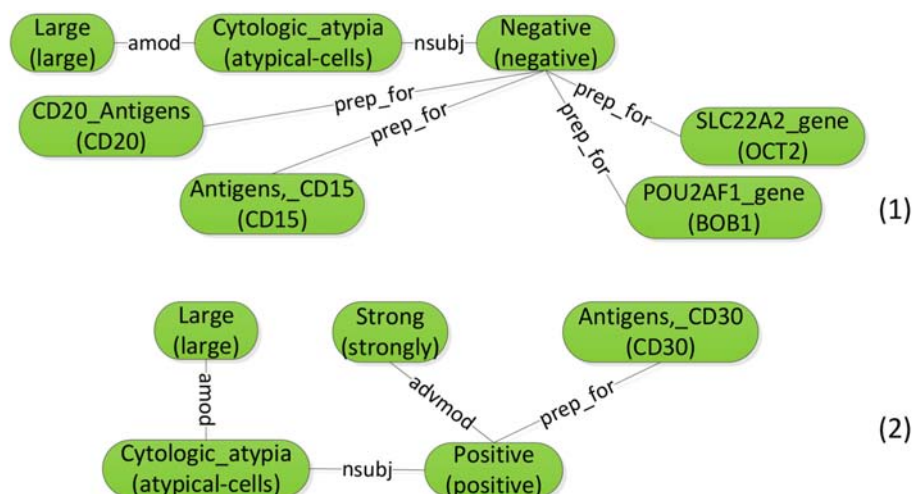 Large
(large)
amod
Cytologic_atypia
(atypical-cells)
nsubj
Negative
(negative)
CD20_Antigens
(CD20)
prep_for
prep_for
prep_for
prep_for
SLC22A2_gene
(OCT2)
Antigens,_CD15
(CD15)
POU2AF1_gene
(BOB1)
(1)
Large
(large)
Strong
(strongly)
Antigens,_CD30
(CD30)
amod
advmod
prep_for
(2)
Cytologic_atypia
(atypical-cells)
nsubj
Positive
(positive)